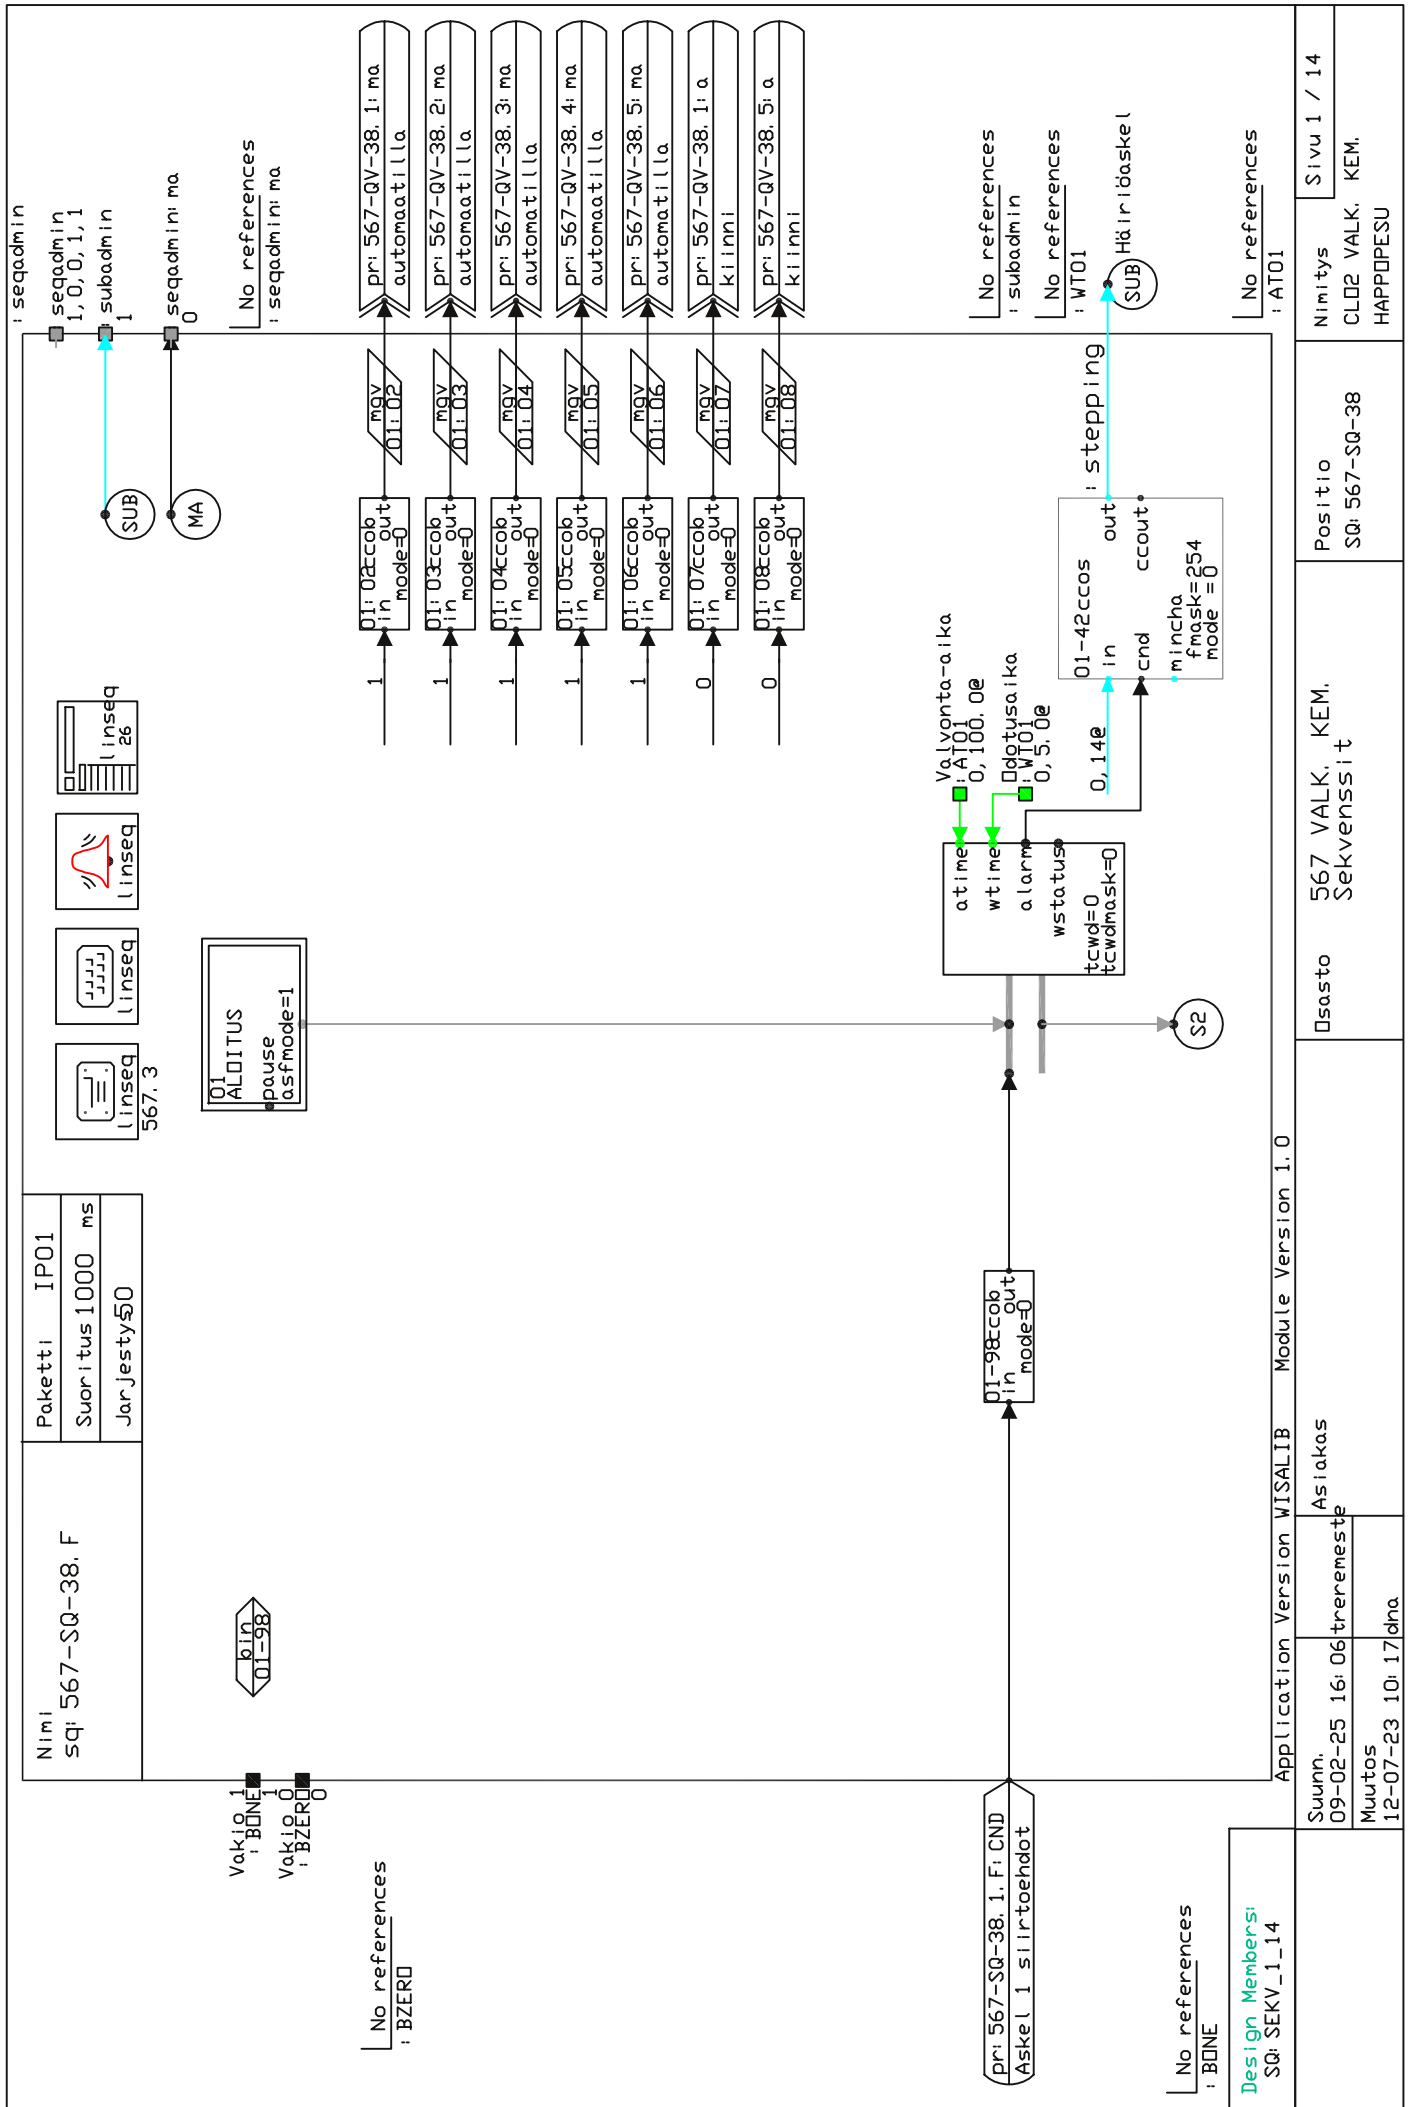 Nimi
sq:567-SQ-38.F
Paketti IP01
Suoritus 1000 ms
Jarjestys50
linseq
567.3
linseq
linseq
linseq
26
:seqadmin
seqadmin
1,0,0,1,1
:subadmin
1
seqadmin:ma
0
SUB
MA
No references
:seqadmin:ma
Vakio 1
:BONE
1
Vakio 0
:BZERO
0
bin
01-98
01
ALOITUS
pause
asfmode=1
No references
:BZERO
1
01:02ccob
in out
mode=0
mgv
01:02
pr:567-QV-38.1:ma
automaatilla
1
01:03ccob
in out
mode=0
mgv
01:03
pr:567-QV-38.2:ma
automaatilla
1
01:04ccob
in out
mode=0
mgv
01:04
pr:567-QV-38.3:ma
automatilla
1
01:05ccob
in out
mode=0
mgv
01:05
pr:567-QV-38.4:ma
automatilla
1
01:06ccob
in out
mode=0
mgv
01:06
pr:567-QV-38.5:ma
automatilla
0
01:07ccob
in out
mode=0
mgv
01:07
pr:567-QV-38.1:a
kiinni
0
01:08ccob
in out
mode=0
mgv
01:08
pr:567-QV-38.5:a
kiinni
pr:567-SQ-38.1.F:CND
Askel 1 siirtoehdot
01-98ccob
in out
mode=0
atime
wtime
alarm
wstatus
tcwd=0
tcwdmask=0
Valvonta-aika
:AT01
0,100.0@
Odotusaika
:WT01
0,5.0@
0,14@
S2
01-42ccos
in out
cnd ccout
mincha
fmask=254
mode =0
:stepping
SUB
Häiriöaskel
No references
:subadmin
No references
:WT01
No references
:AT01
No references
:BONE
Design Members:
SQ:SEKV_1_14
Application Version WISALIB Module Version 1.0
Suunn.
09-02-25 16:06 treremeste
Muutos
12-07-23 10:17 dna
Asiakas
Osasto
567 VALK. KEM.
Sekvenssit
Positio
SQ:567-SQ-38
Nimitys
CLO2 VALK. KEM.
HAPPOPESU
Sivu 1 / 14